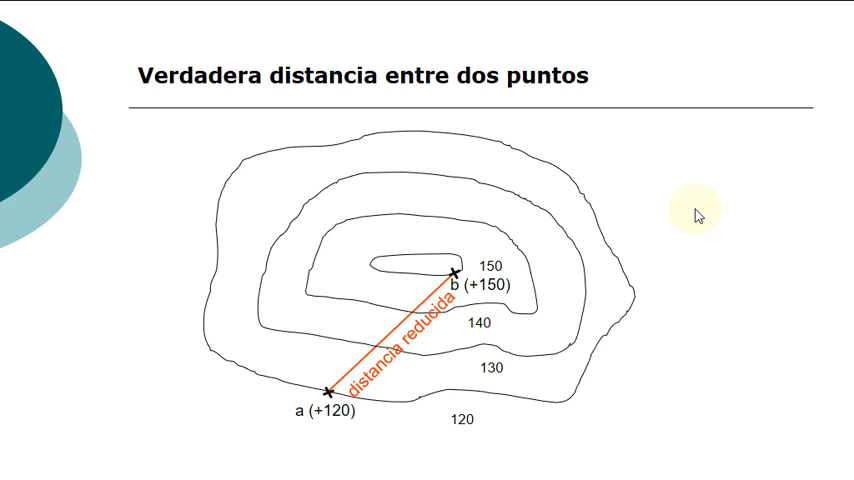 Verdadera distancia entre dos puntos
150
b (+150)
distancia reducida
140
130
a (+120)
120